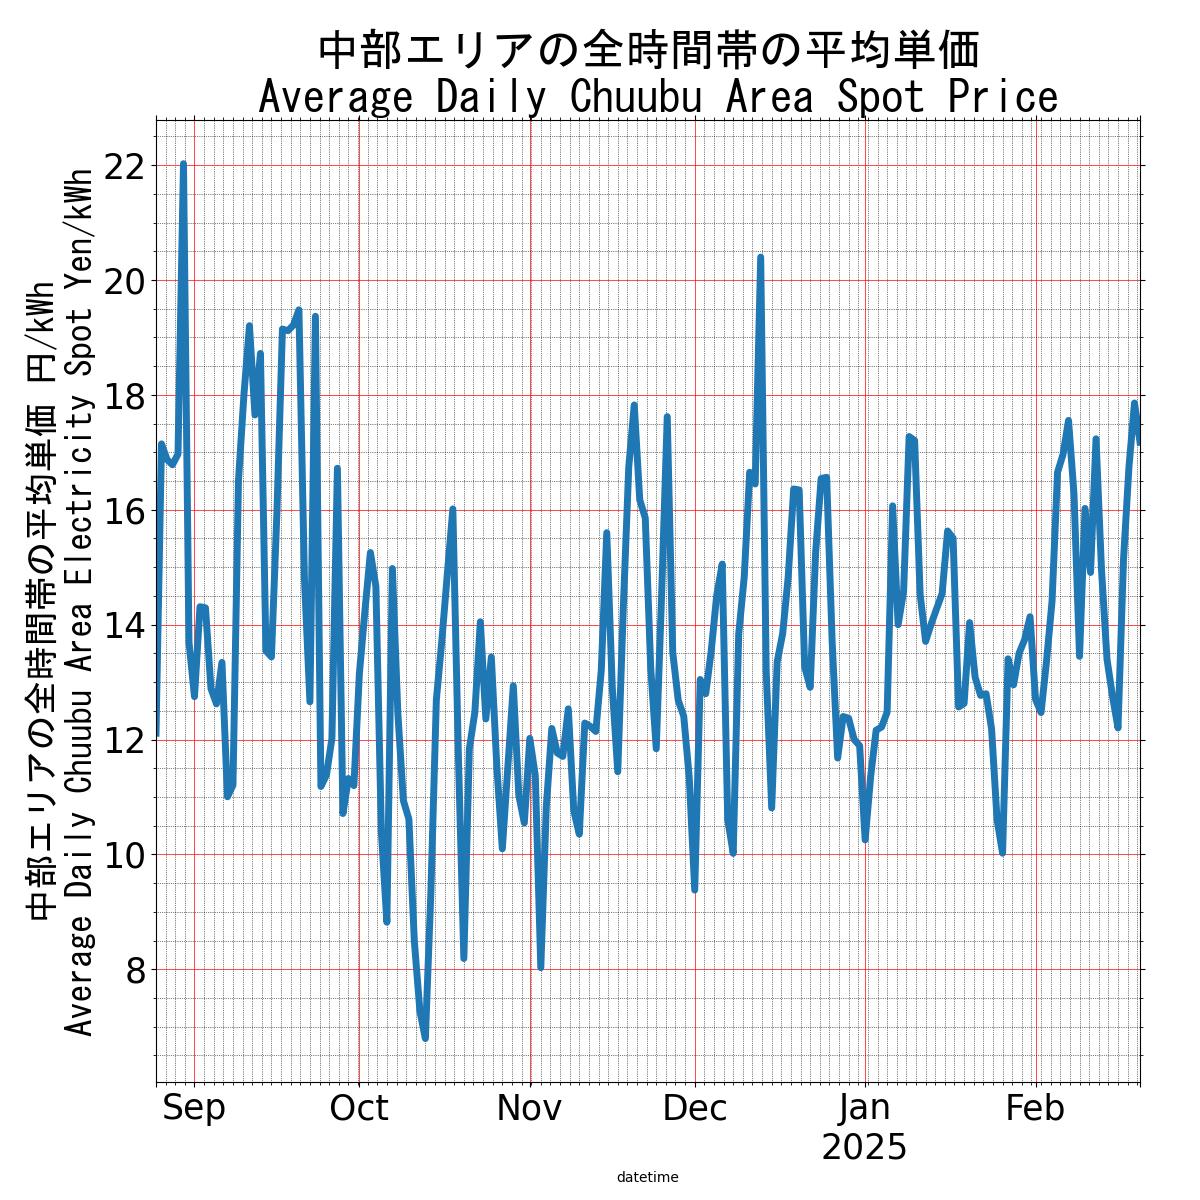 中部エリアの全時間帯の平均単価
Average Daily Chuubu Area Spot Price
中部エリアの全時間帯の平均単価 円/kWh
Average Daily Chuubu Area Electricity Spot Yen/kWh
22
20
18
16
14
12
10
8
Sep
Oct
Nov
Dec
Jan
2025
Feb
datetime